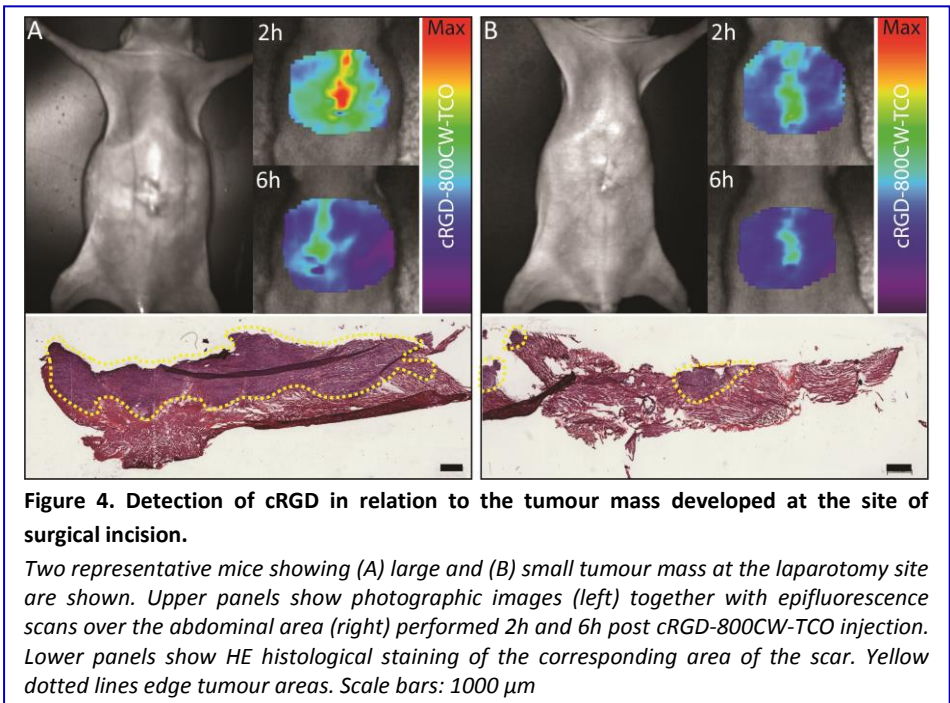 A
2h
Max
cRGD-800CW-TCO
6h
B
2h
Max
cRGD-800CW-TCO
6h
Figure 4. Detection of cRGD in relation to the tumour mass developed at the site of
surgical incision.
Two representative mice showing (A) large and (B) small tumour mass at the laparotomy site
are shown. Upper panels show photographic images (left) together with epifluorescence
scans over the abdominal area (right) performed 2h and 6h post cRGD-800CW-TCO injection.
Lower panels show HE histological staining of the corresponding area of the scar. Yellow
dotted lines edge tumour areas. Scale bars: 1000 µm